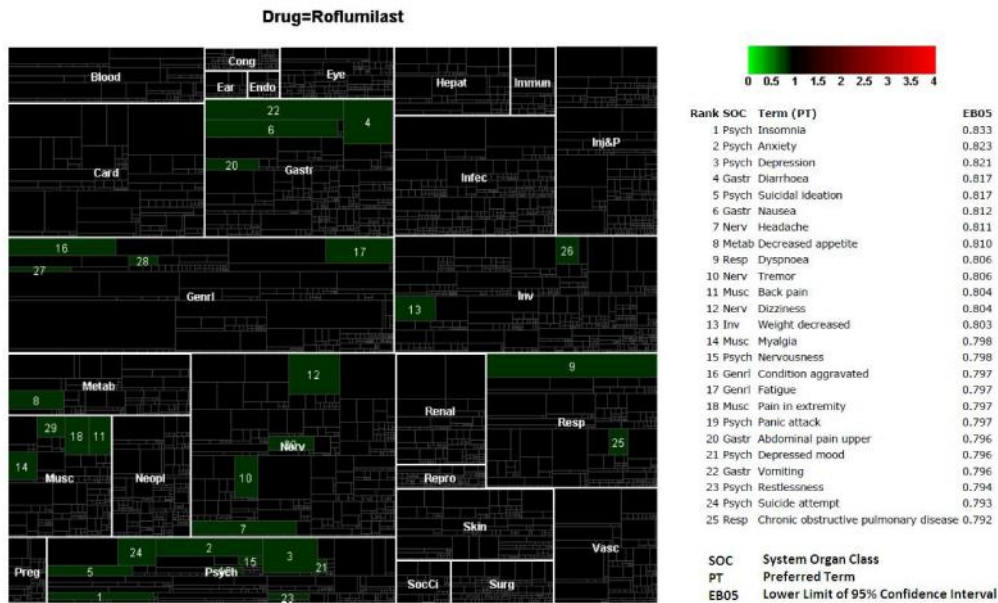 Drug=Roflumilast
Blood
Cong
Ear
Endo
Eye
Hepat
Immun
Inj&P
Card
Gastr
Infec
22
6
4
20
Genrl
16
17
27
28
Inv
26
13
Metab
8
Musc
29
18
11
14
Neopl
Nerv
12
10
7
Renal
Repro
Resp
9
25
Skin
Vasc
SocCi
Surg
Preg
Psych
24
2
15
3
21
5
1
23
0 0.5 1 1.5 2 2.5 3 3.5 4
Rank SOC Term (PT) EB05
1 Psych Insomnia 0.833
2 Psych Anxiety 0.823
3 Psych Depression 0.821
4 Gastr Diarrhoea 0.817
5 Psych Suicidal ideation 0.817
6 Gastr Nausea 0.812
7 Nerv Headache 0.811
8 Metab Decreased appetite 0.810
9 Resp Dyspnoea 0.806
10 Nerv Tremor 0.806
11 Musc Back pain 0.804
12 Nerv Dizziness 0.804
13 Inv Weight decreased 0.803
14 Musc Myalgia 0.798
15 Psych Nervousness 0.798
16 Genrl Condition aggravated 0.797
17 Genrl Fatigue 0.797
18 Musc Pain in extremity 0.797
19 Psych Panic attack 0.797
20 Gastr Abdominal pain upper 0.796
21 Psych Depressed mood 0.796
22 Gastr Vomiting 0.796
23 Psych Restlessness 0.794
24 Psych Suicide attempt 0.793
25 Resp Chronic obstructive pulmonary disease 0.792
SOC System Organ Class
PT Preferred Term
EB05 Lower Limit of 95% Confidence Interval